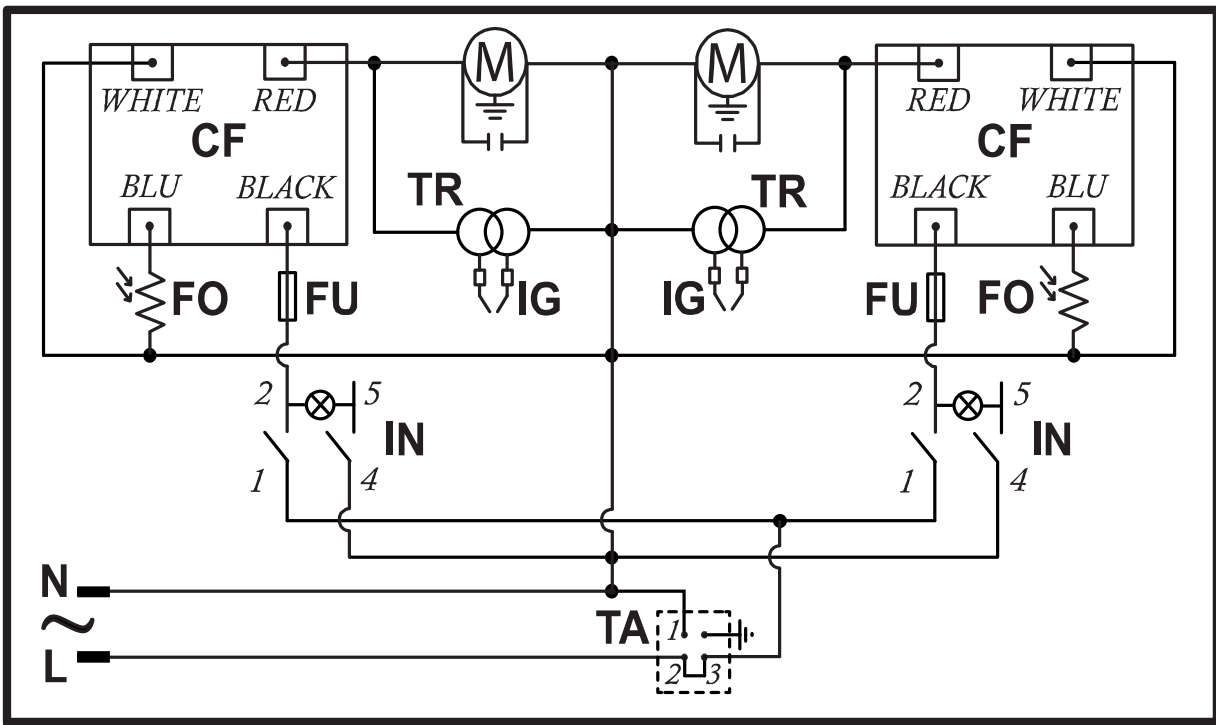 M M
WHITE RED RED WHITE
CF CF
BLU BLACK TR TR BLACK BLU
FO FU IG IG FU FO
2 5 2 5
IN IN
1 4 1 4
N
~ TA 1
L 2 3